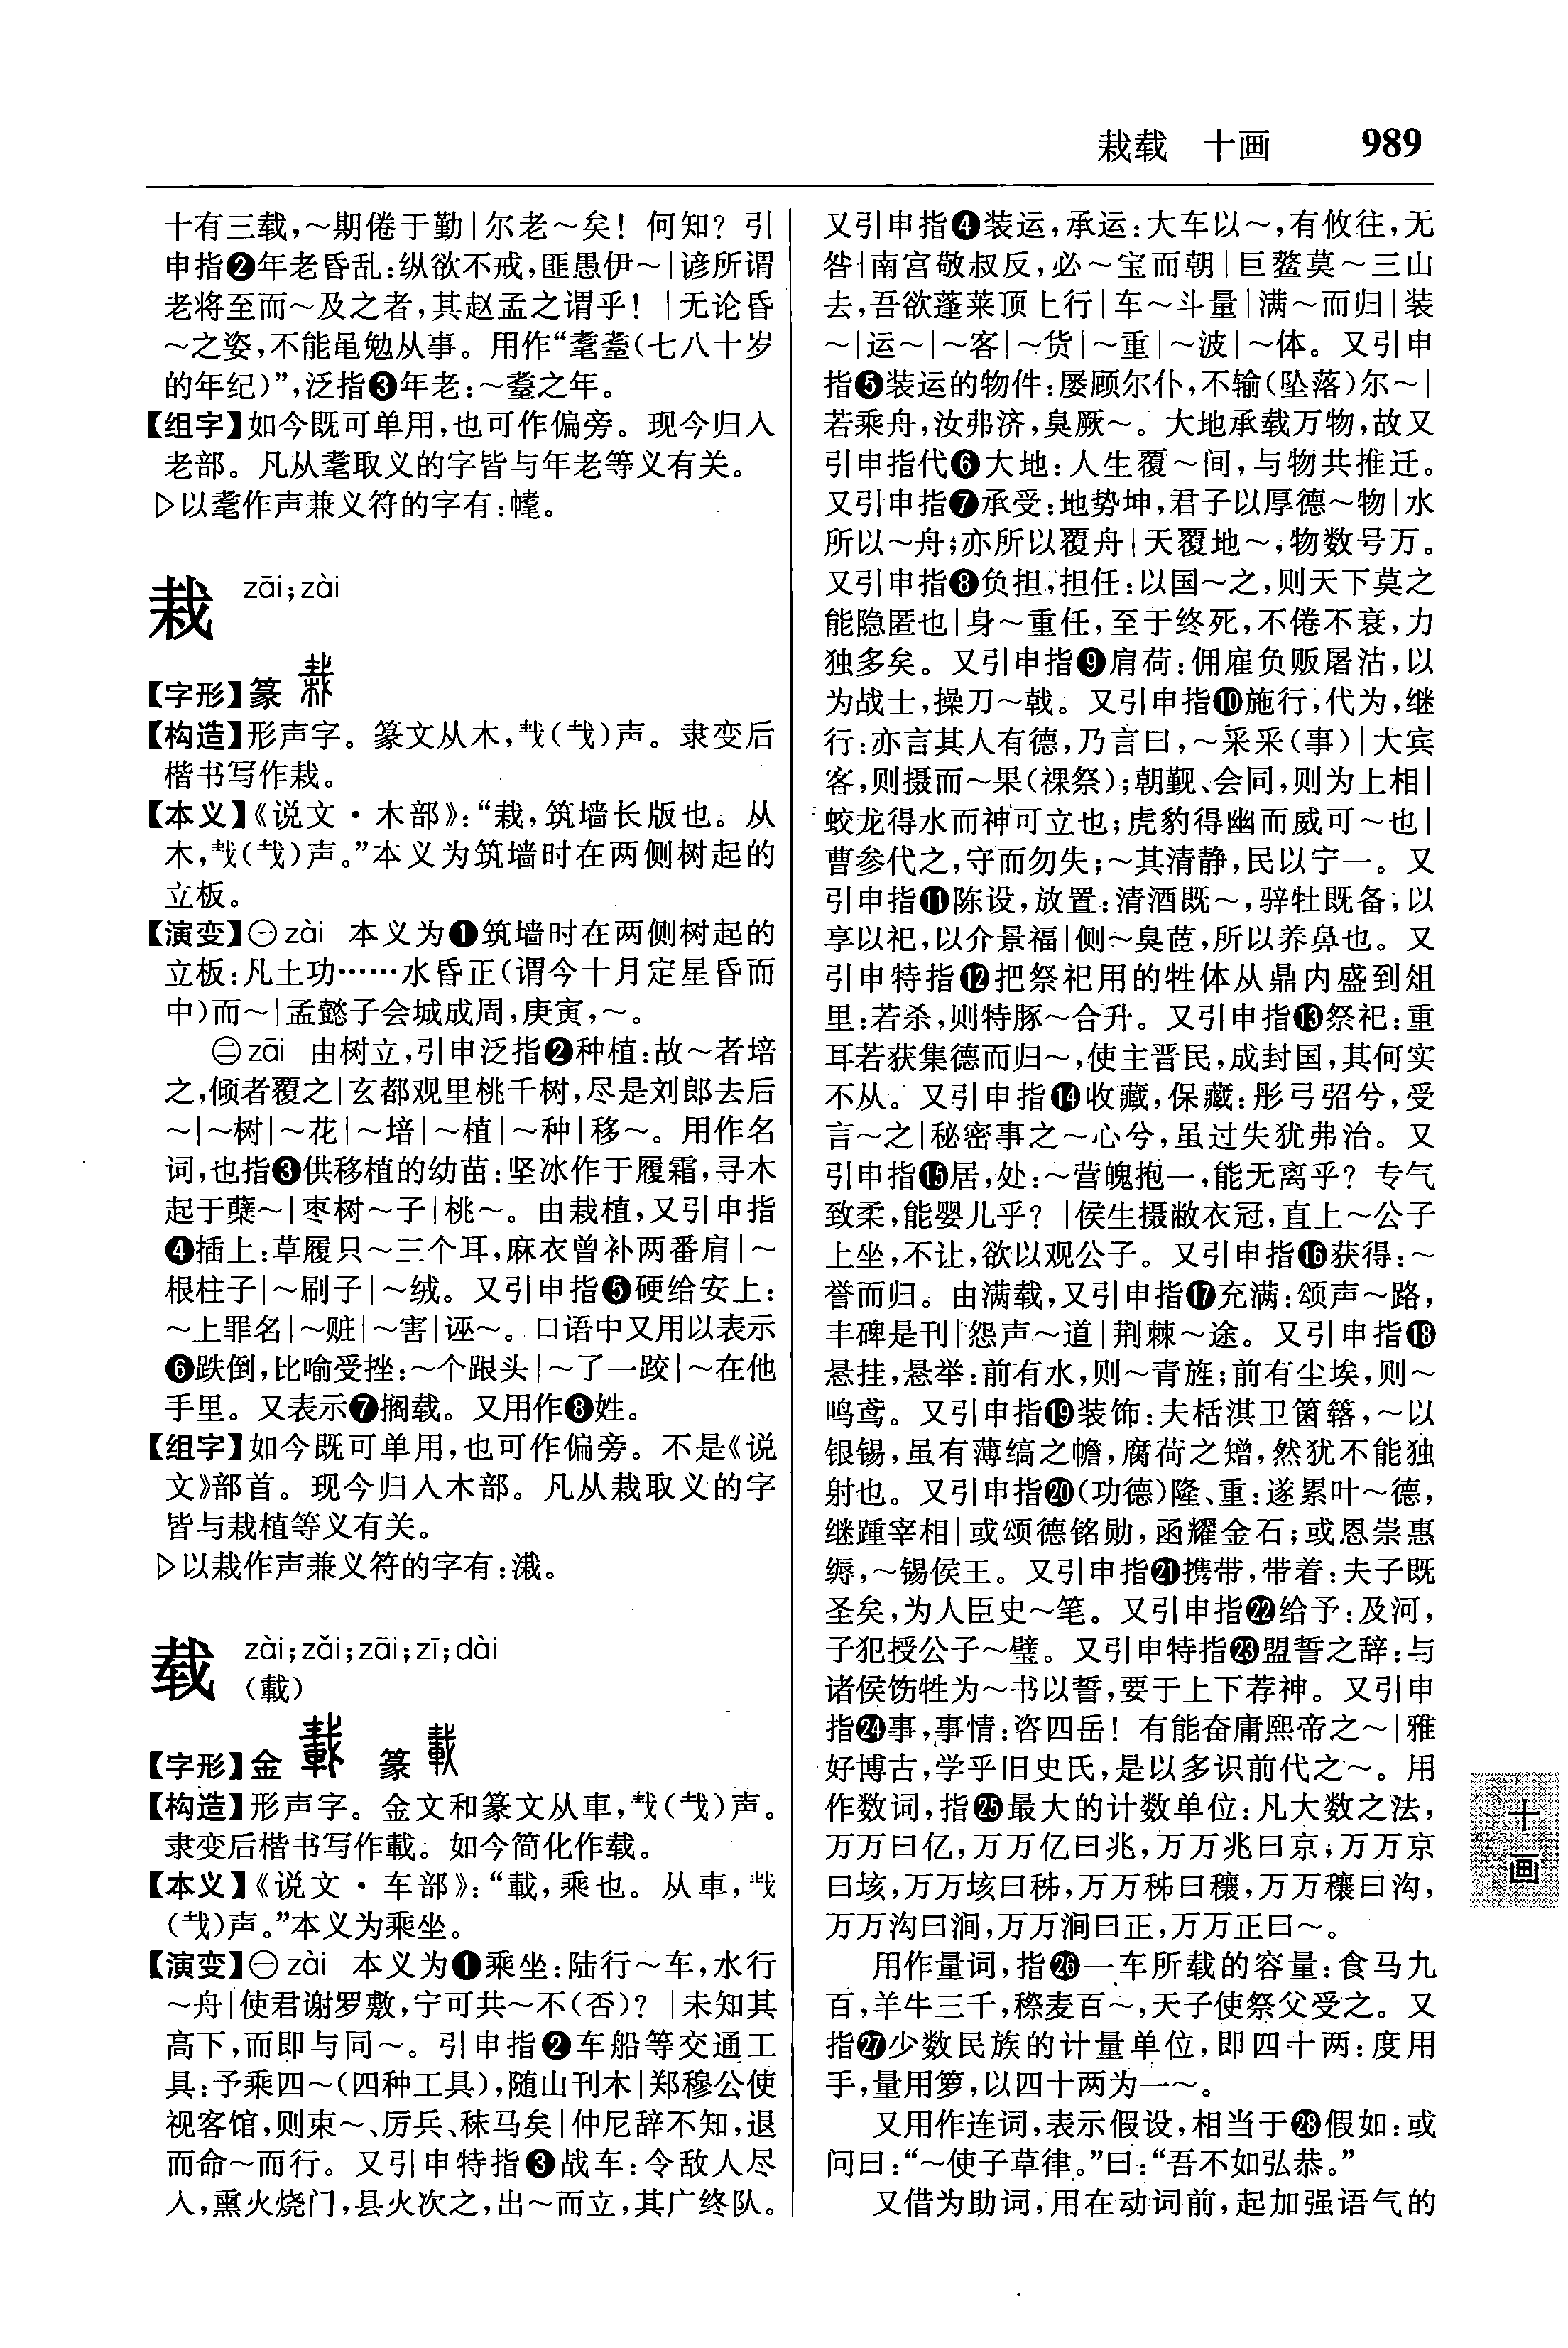 栽载 十画 989
十有三载,～期倦于勤|尔老～矣！何知？引
申指❷年老昏乱:纵欲不戒,匪愚伊～|谚所谓
老将至而～及之者,其赵孟之谓乎！|无论昏
～之姿,不能黾勉从事。用作“耄耋(七八十岁
的年纪)”,泛指❸年老:～耋之年。
【组字】如今既可单用,也可作偏旁。现今归入
老部。凡从耄取义的字皆与年老等义有关。
▷以耄作声兼义符的字有:
栽 zāi;zài
【字形】篆
【构造】形声字。篆文从木,𢦏(𢦏)声。隶变后
楷书写作栽。
【本义】《说文·木部》:“栽,筑墙长版也。从
木,𢦏(𢦏)声。”本义为筑墙时在两侧树起的
立板。
【演变】㊀zài 本义为❶筑墙时在两侧树起的
立板:凡土功……水昏正(谓今十月定星昏而
中)而～|孟懿子会城成周,庚寅,～。
㊁zāi 由树立,引申泛指❷种植:故～者培
之,倾者覆之|玄都观里桃千树,尽是刘郎去后
～|～树|～花|～培|～植|～种|移～。用作名
词,也指❸供移植的幼苗:坚冰作于履霜,寻木
起于蘖～|枣树～子|桃～。由栽植,又引申指
❹插上:草履只～三个耳,麻衣曾补两番肩|～
根柱子|～刷子|～绒。又引申指❺硬给安上:
～上罪名|～赃|～害|诬～。口语中又用以表示
❻跌倒,比喻受挫:～个跟头|～了一跤|～在他
手里。又表示❼搁载。又用作❽姓。
【组字】如今既可单用,也可作偏旁。不是《说
文》部首。现今归入木部。凡从栽取义的字
皆与栽植等义有关。
▷以栽作声兼义符的字有:
载 zài;zǎi;zāi;zī;dài
(載)
【字形】金 篆
【构造】形声字。金文和篆文从車,𢦏(𢦏)声。
隶变后楷书写作載。如今简化作载。
【本义】《说文·车部》:“載,乘也。从車,𢦏
(𢦏)声。”本义为乘坐。
【演变】㊀zài 本义为❶乘坐:陆行～车,水行
～舟|使君谢罗敷,宁可共～不(否)？|未知其
高下,而即与同～。引申指❷车船等交通工
具:予乘四～(四种工具),随山刊木|郑穆公使
视客馆,则束～、厉兵、秣马矣|仲尼辞不知,退
而命～而行。又引申特指❸战车:令敌人尽
人,熏火烧门,县火次之,出～而立,其广终队。
又引申指❹装运,承运:大车以～,有攸往,无
咎|南宫敬叔反,必～宝而朝|巨鳌莫～三山
去,吾欲蓬莱顶上行|车～斗量|满～而归|装
～|运～|～客|～货|～重|～波|～体。又引申
指❺装运的物件:屡顾尔仆,不输(坠落)尔～|
若乘舟,汝弗济,臭厥～。大地承载万物,故又
引申指代❻大地:人生覆～间,与物共推迁。
又引申指❼承受:地势坤,君子以厚德～物|水
所以～舟;亦所以覆舟|天覆地～,物数号万。
又引申指❽负担,担任:以国～之,则天下莫之
能隐匿也|身～重任,至于终死,不倦不衰,力
独多矣。又引申指❾肩荷:佣雇负贩屠沽,以
为战士,操刀～戟。又引申指❿施行,代为,继
行:亦言其人有德,乃言曰,～采采(事)|大宾
客,则摄而～果(祼祭);朝觐、会同,则为上相|
蛟龙得水而神可立也;虎豹得幽而威可～也|
曹参代之,守而勿失;～其清静,民以宁一。又
引申指⓫陈设,放置:清酒既～,骍牡既备;以
享以祀,以介景福|侧～臭茝,所以养鼻也。又
引申特指⓬把祭祀用的牲体从鼎内盛到俎
里:若杀,则特豚～合升。又引申指⓭祭祀:重
耳若获集德而归～,使主晋民,成封国,其何实
不从。又引申指⓮收藏,保藏:彤弓弨兮,受
言～之|秘密事之～心兮,虽过失犹弗治。又
引申指⓯居,处:～营魄抱一,能无离乎？专气
致柔,能婴儿乎？|侯生摄敝衣冠,直上～公子
上坐,不让,欲以观公子。又引申指⓰获得:～
誉而归。由满载,又引申指⓱充满:颂声～路,
丰碑是刊|怨声～道|荆棘～途。又引申指⓲
悬挂,悬举:前有水,则～青旌;前有尘埃,则～
鸣鸢。又引申指⓳装饰:夫栝淇卫箘簵,～以
银锡,虽有薄缟之幨,腐荷之矰,然犹不能独
射也。又引申指⓴(功德)隆、重:遂累叶～德,
继踵宰相|或颂德铭勋,函耀金石;或恩崇惠
缛,～锡侯王。又引申指㉑携带,带着:夫子既
圣矣,为人臣史～笔。又引申指㉒给予:及河,
子犯授公子～璧。又引申特指㉓盟誓之辞:与
诸侯饬牲为～书以誓,要于上下荐神。又引申
指㉔事,事情:咨四岳！有能奋庸熙帝之～|雅
好博古,学乎旧史氏,是以多识前代之～。用
作数词,指㉕最大的计数单位:凡大数之法,
万万曰亿,万万亿曰兆,万万兆曰京;万万京
曰垓,万万垓曰秭,万万秭曰穰,万万穰曰沟,
万万沟曰涧,万万涧曰正,万万正曰～。
用作量词,指㉖一车所载的容量:食马九
百,羊牛三千,穄麦百～,天子使祭父受之。又
指㉗少数民族的计量单位,即四十两:度用
手,量用箩,以四十两为一～。
又用作连词,表示假设,相当于㉘假如:或
问曰:“～使子草律。”曰:“吾不如弘恭。”
又借为助词,用在动词前,起加强语气的
十画